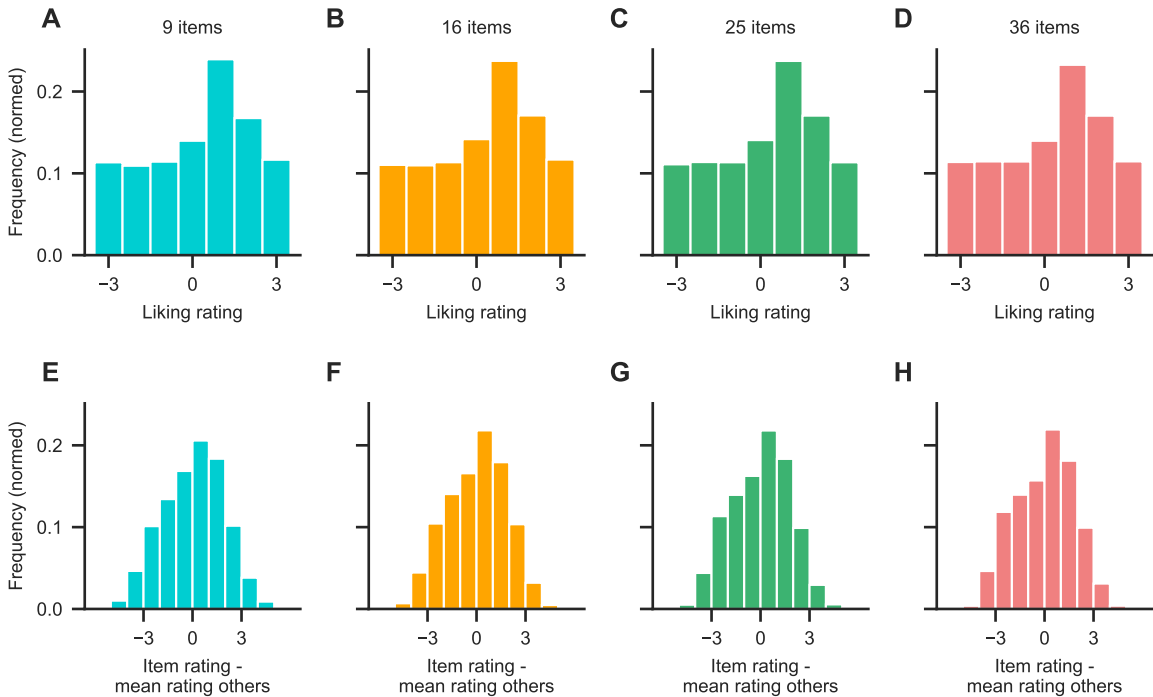 A
9 items
B
16 items
C
25 items
D
36 items
Frequency (normed)
0.2
0.1
0.0
−3 0 3
−3 0 3
−3 0 3
−3 0 3
Liking rating
Liking rating
Liking rating
Liking rating
E
F
G
H
Frequency (normed)
0.2
0.1
0.0
−3 0 3
−3 0 3
−3 0 3
−3 0 3
Item rating -
mean rating others
Item rating -
mean rating others
Item rating -
mean rating others
Item rating -
mean rating others